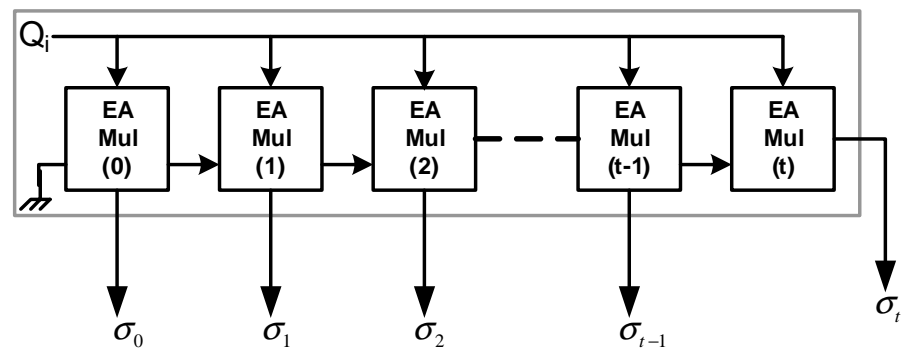 Qᵢ
EA
Mul
(0)
EA
Mul
(1)
EA
Mul
(2)
EA
Mul
(t-1)
EA
Mul
(t)
σ₀
σ₁
σ₂
σₜ₋₁
σₜ